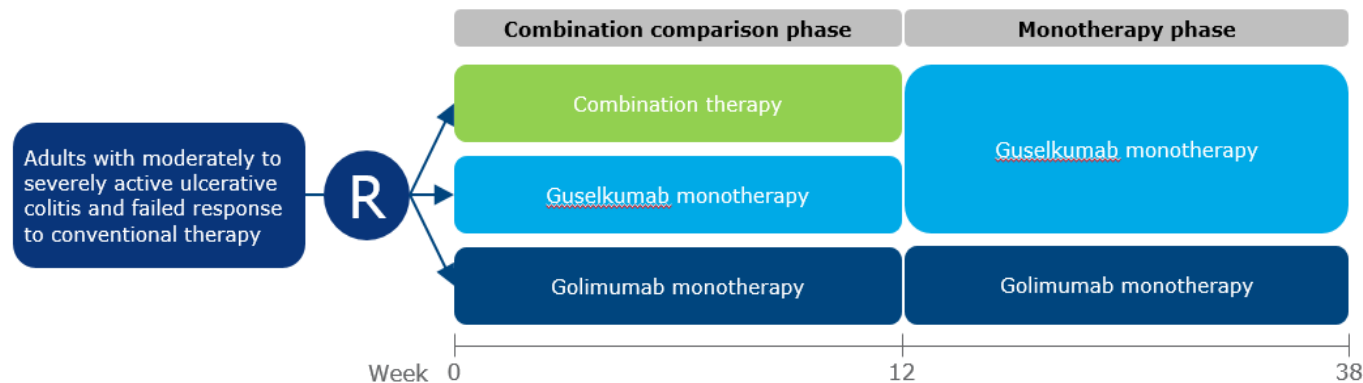 Combination comparison phase
Monotherapy phase
Combination therapy
Guselkumab monotherapy
Adults with moderately to
severely active ulcerative
colitis and failed response
to conventional therapy
R
Guselkumab monotherapy
Golimumab monotherapy
Golimumab monotherapy
Week 0 12 38